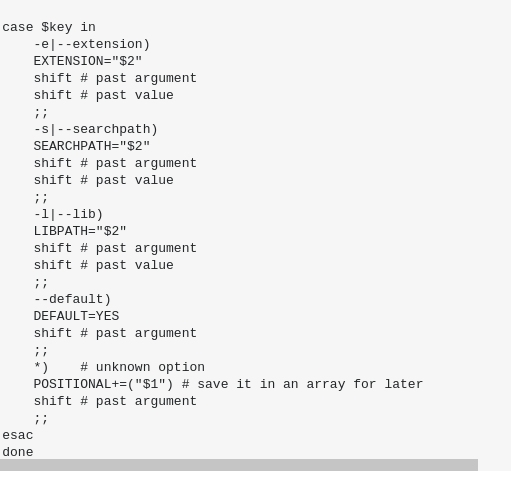 case $key in
    -e|--extension)
    EXTENSION="$2"
    shift # past argument
    shift # past value
    ;;
    -s|--searchpath)
    SEARCHPATH="$2"
    shift # past argument
    shift # past value
    ;;
    -l|--lib)
    LIBPATH="$2"
    shift # past argument
    shift # past value
    ;;
    --default)
    DEFAULT=YES
    shift # past argument
    ;;
    *)    # unknown option
    POSITIONAL+=("$1") # save it in an array for later
    shift # past argument
    ;;
esac
done